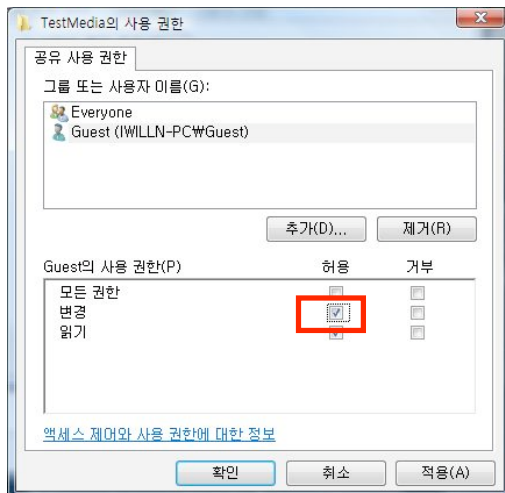 TestMedia의 사용 권한
공유 사용 권한
그룹 또는 사용자 이름(G):
Everyone
Guest (IWILLN-PC₩Guest)
추가(D)... 제거(R)
Guest의 사용 권한(P) 허용 거부
모든 권한
변경
읽기
액세스 제어와 사용 권한에 대한 정보
확인 취소 적용(A)